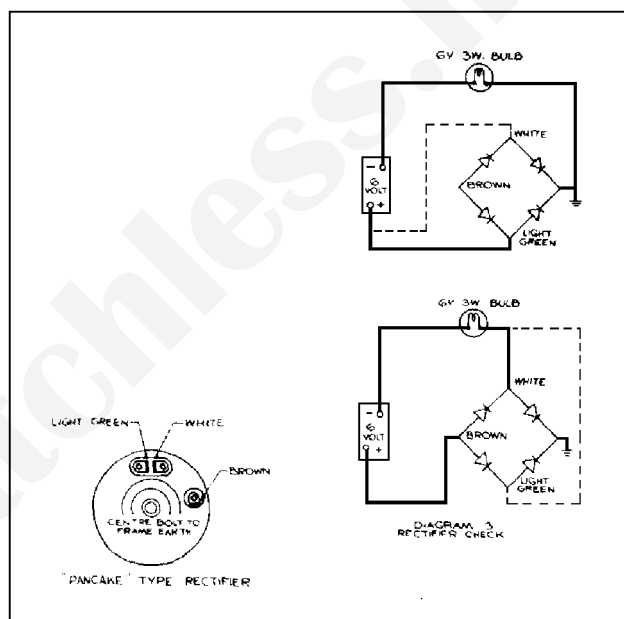 6V 3W. BULB
WHITE
-
6
VOLT
+
BROWN
LIGHT
GREEN
6V 3W. BULB
WHITE
-
6
VOLT
+
BROWN
LIGHT
GREEN
DIAGRAM 3
RECTIFIER CHECK
LIGHT GREEN
WHITE
BROWN
CENTRE BOLT TO
FRAME EARTH
"PANCAKE" TYPE RECTIFIER